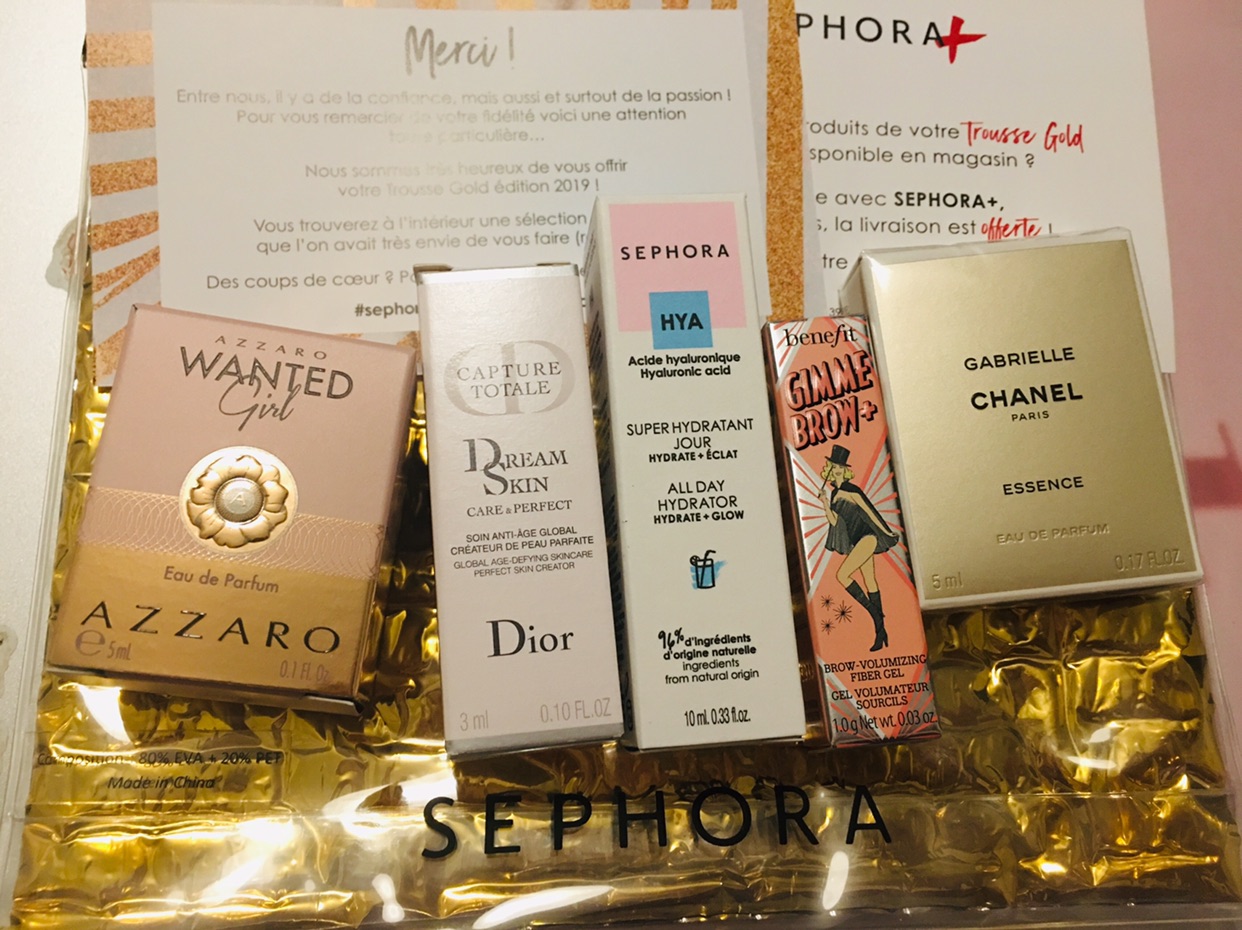 Merci !
Entre nous, il y a de la confiance, mais aussi et surtout de la passion !
Pour vous remercier de votre fidélité voici une attention
toute particulière...
Nous sommes très heureux de vous offrir
votre Trousse Gold édition 2019 !
Vous trouverez à l'intérieur une sélection
que l'on avait très envie de vous faire
Des coups de cœur ?
#sephor
PHORA+
oduits de votre Trousse Gold
sponible en magasin ?
e avec SEPHORA+,
s, la livraison est offerte !
tre
AZZARO
WANTED
Girl
A
Eau de Parfum
AZZARO
e 5ml
0.1 Fl. Oz.
CAPTURE
TOTALE
DREAM
SKIN
CARE & PERFECT
SOIN ANTI-ÂGE GLOBAL
CRÉATEUR DE PEAU PARFAITE
GLOBAL AGE-DEFYING SKINCARE
PERFECT SKIN CREATOR
Dior
3 ml 0.10 FL.OZ
SEPHORA
HYA
Acide hyaluronique
Hyaluronic acid
SUPER HYDRATANT
JOUR
HYDRATE + ÉCLAT
ALL DAY
HYDRATOR
HYDRATE + GLOW
96% d'ingrédients
d'origine naturelle
ingredients
from natural origin
10 ml. 0.33 fl.oz.
benefit
GIMME
BROW+
BROW-VOLUMIZING
FIBER GEL
GEL VOLUMATEUR
SOURCILS
1.0 g Net wt. 0.03 oz.
GABRIELLE
CHANEL
PARIS
ESSENCE
EAU DE PARFUM
5 ml 0.17 FL.OZ
Composition : 80% EVA + 20% PET
Made in China
SEPHORA